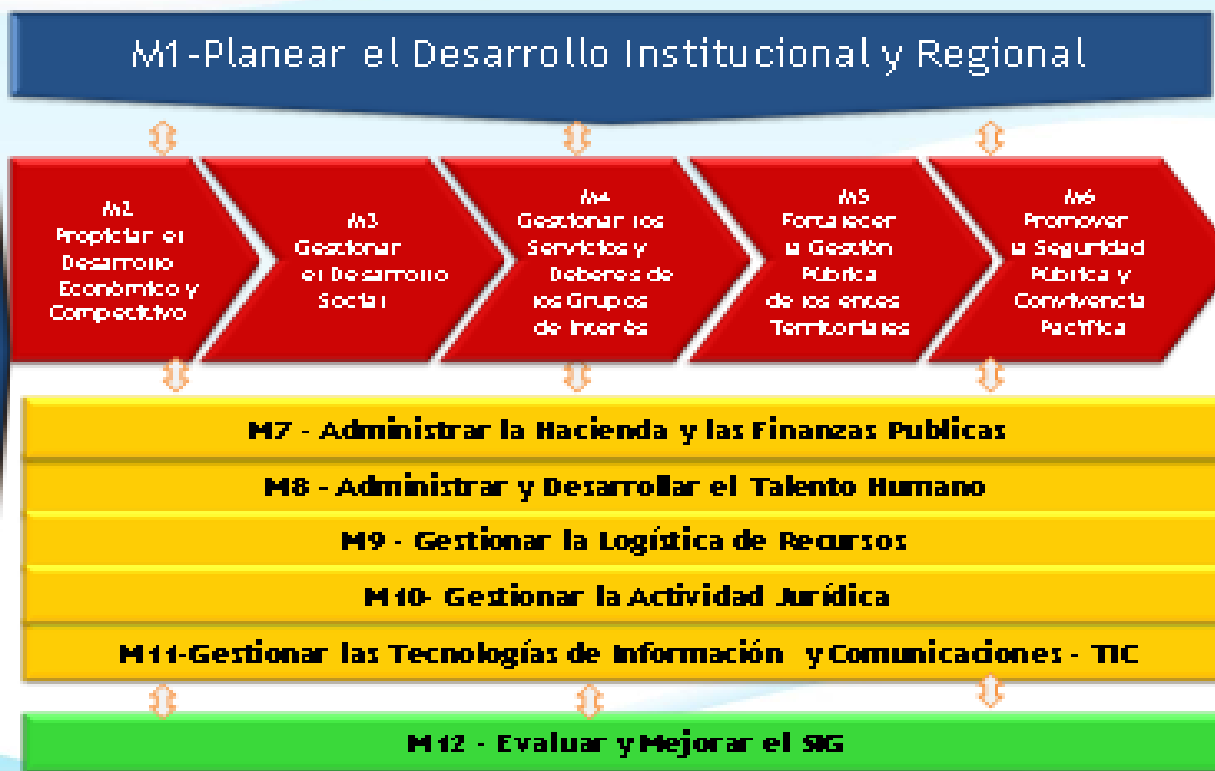 M1-Planear el Desarrollo Institucional y Regional
M2
Propiciar el
Desarrollo
Económico y
Competitivo
M3
Gestionar
el Desarrollo
Social
M4
Gestionar los
Servicios y
Deberes de
los Grupos
de Interés
M5
Fortalecer
la Gestión
Pública
de los entes
Territoriales
M6
Promover
la Seguridad
Pública y
Convivencia
Pacífica
M7 - Administrar la Hacienda y las Finanzas Publicas
M8 - Administrar y Desarrollar el Talento Humano
M9 - Gestionar la Logística de Recursos
M10- Gestionar la Actividad Jurídica
M11-Gestionar las Tecnologías de Información y Comunicaciones - TIC
M12 - Evaluar y Mejorar el SIG